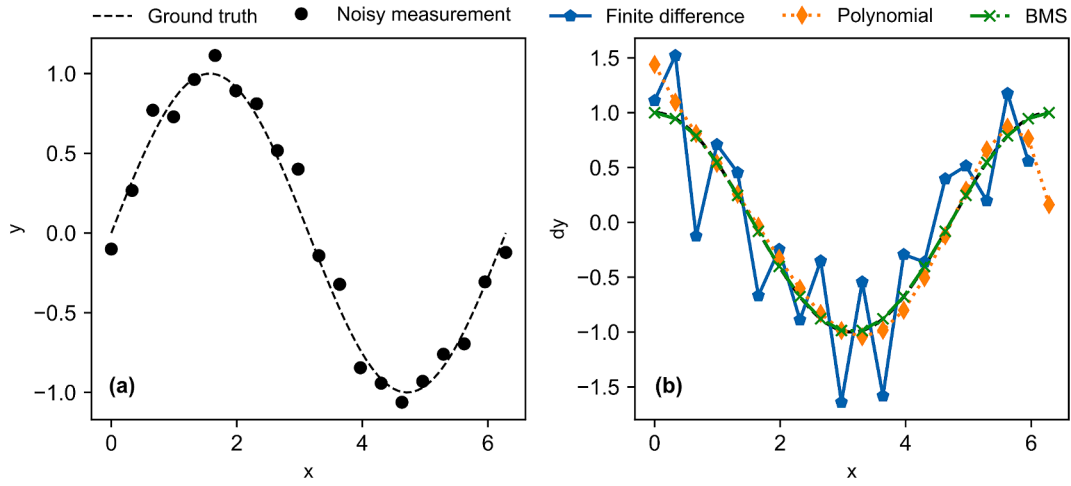 Ground truth
Noisy measurement
Finite difference
Polynomial
BMS
1.0
0.5
0.0
−0.5
−1.0
y
(a)
0
2
4
6
x
1.5
1.0
0.5
0.0
−0.5
−1.0
−1.5
dy
(b)
0
2
4
6
x